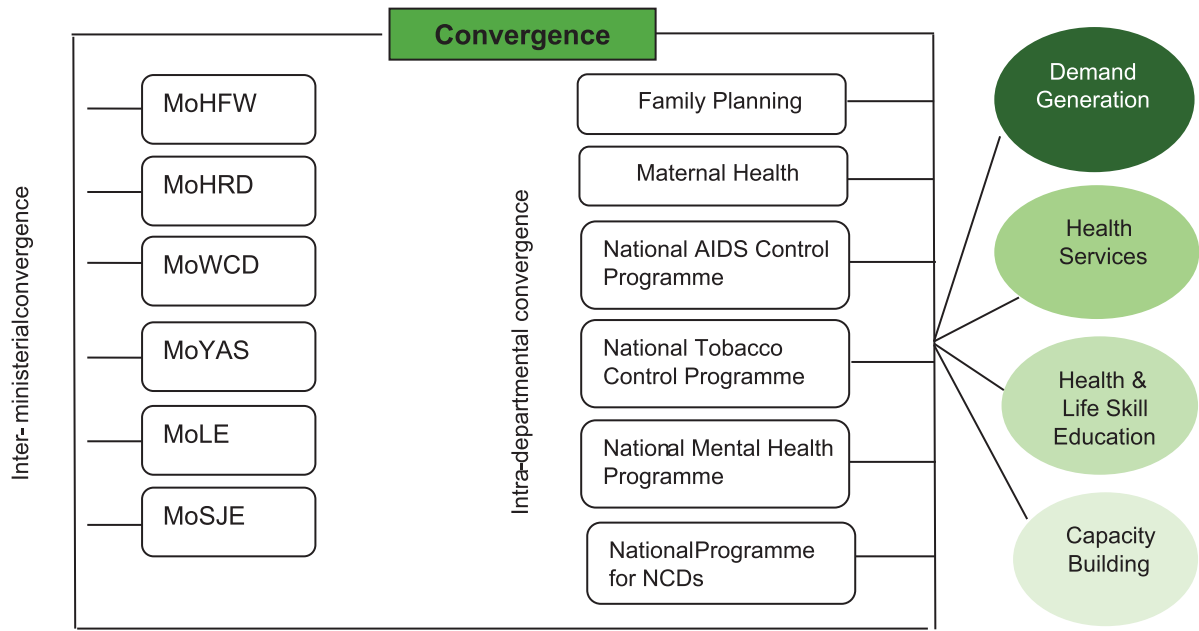 Convergence
Inter- ministerialconvergence
MoHFW
MoHRD
MoWCD
MoYAS
MoLE
MoSJE
Intra-departmental convergence
Family Planning
Maternal Health
National AIDS Control
Programme
National Tobacco
Control Programme
National Mental Health
Programme
NationalProgramme
for NCDs
Demand
Generation
Health
Services
Health &
Life Skill
Education
Capacity
Building